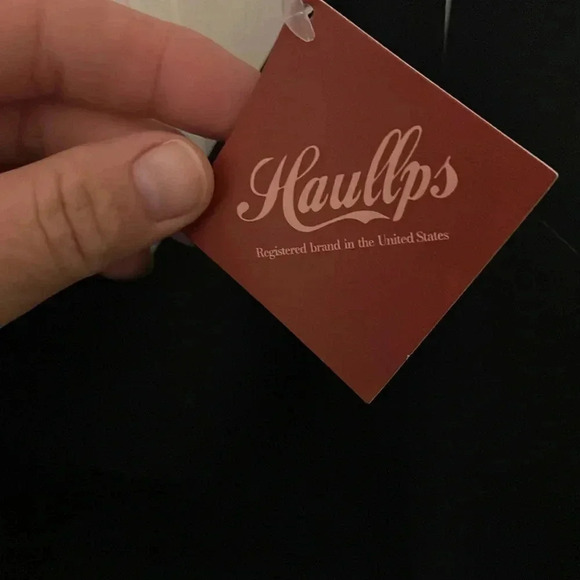 Haullps
Registered brand in the United States